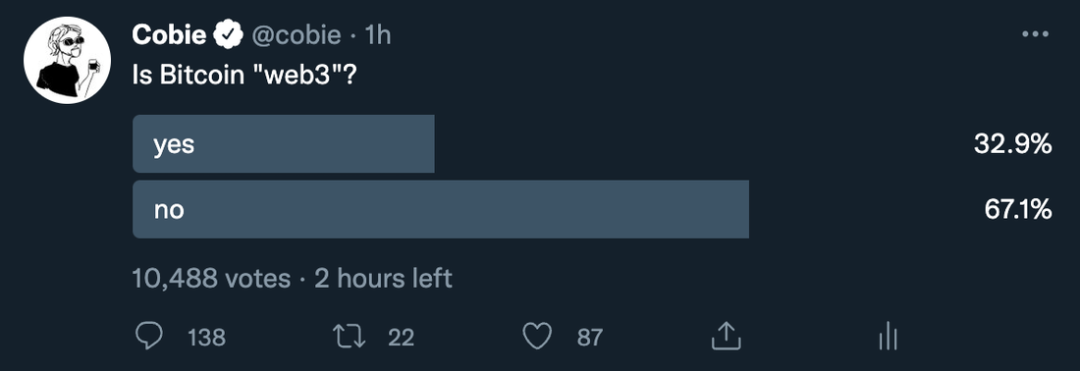 Cobie @cobie · 1h
Is Bitcoin "web3"?
yes 32.9%
no 67.1%
10,488 votes · 2 hours left
138 22 87